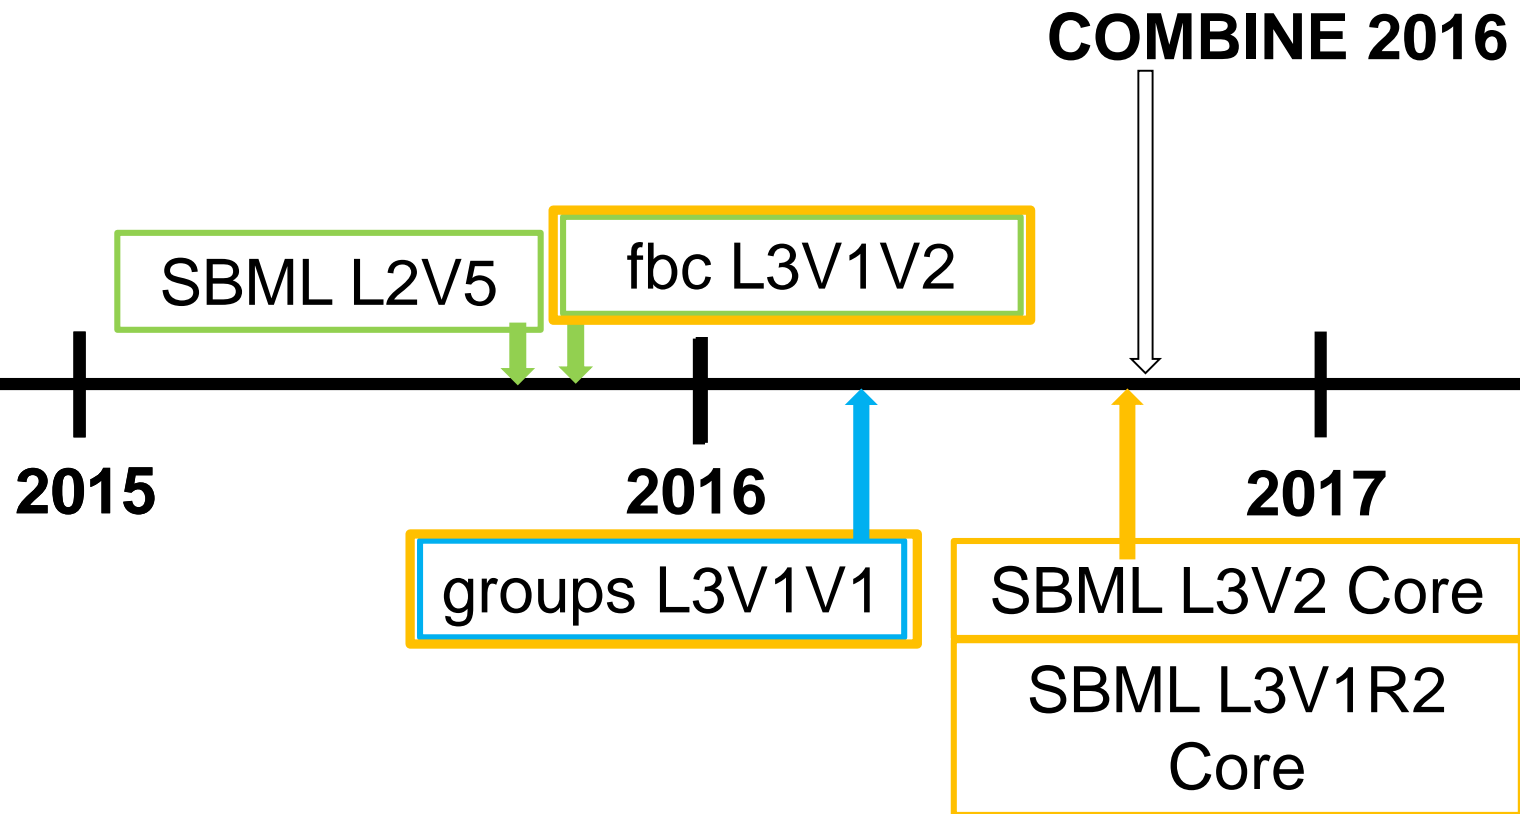 COMBINE 2016
SBML L2V5
fbc L3V1V2
2015
2016
2017
groups L3V1V1
SBML L3V2 Core
SBML L3V1R2
Core